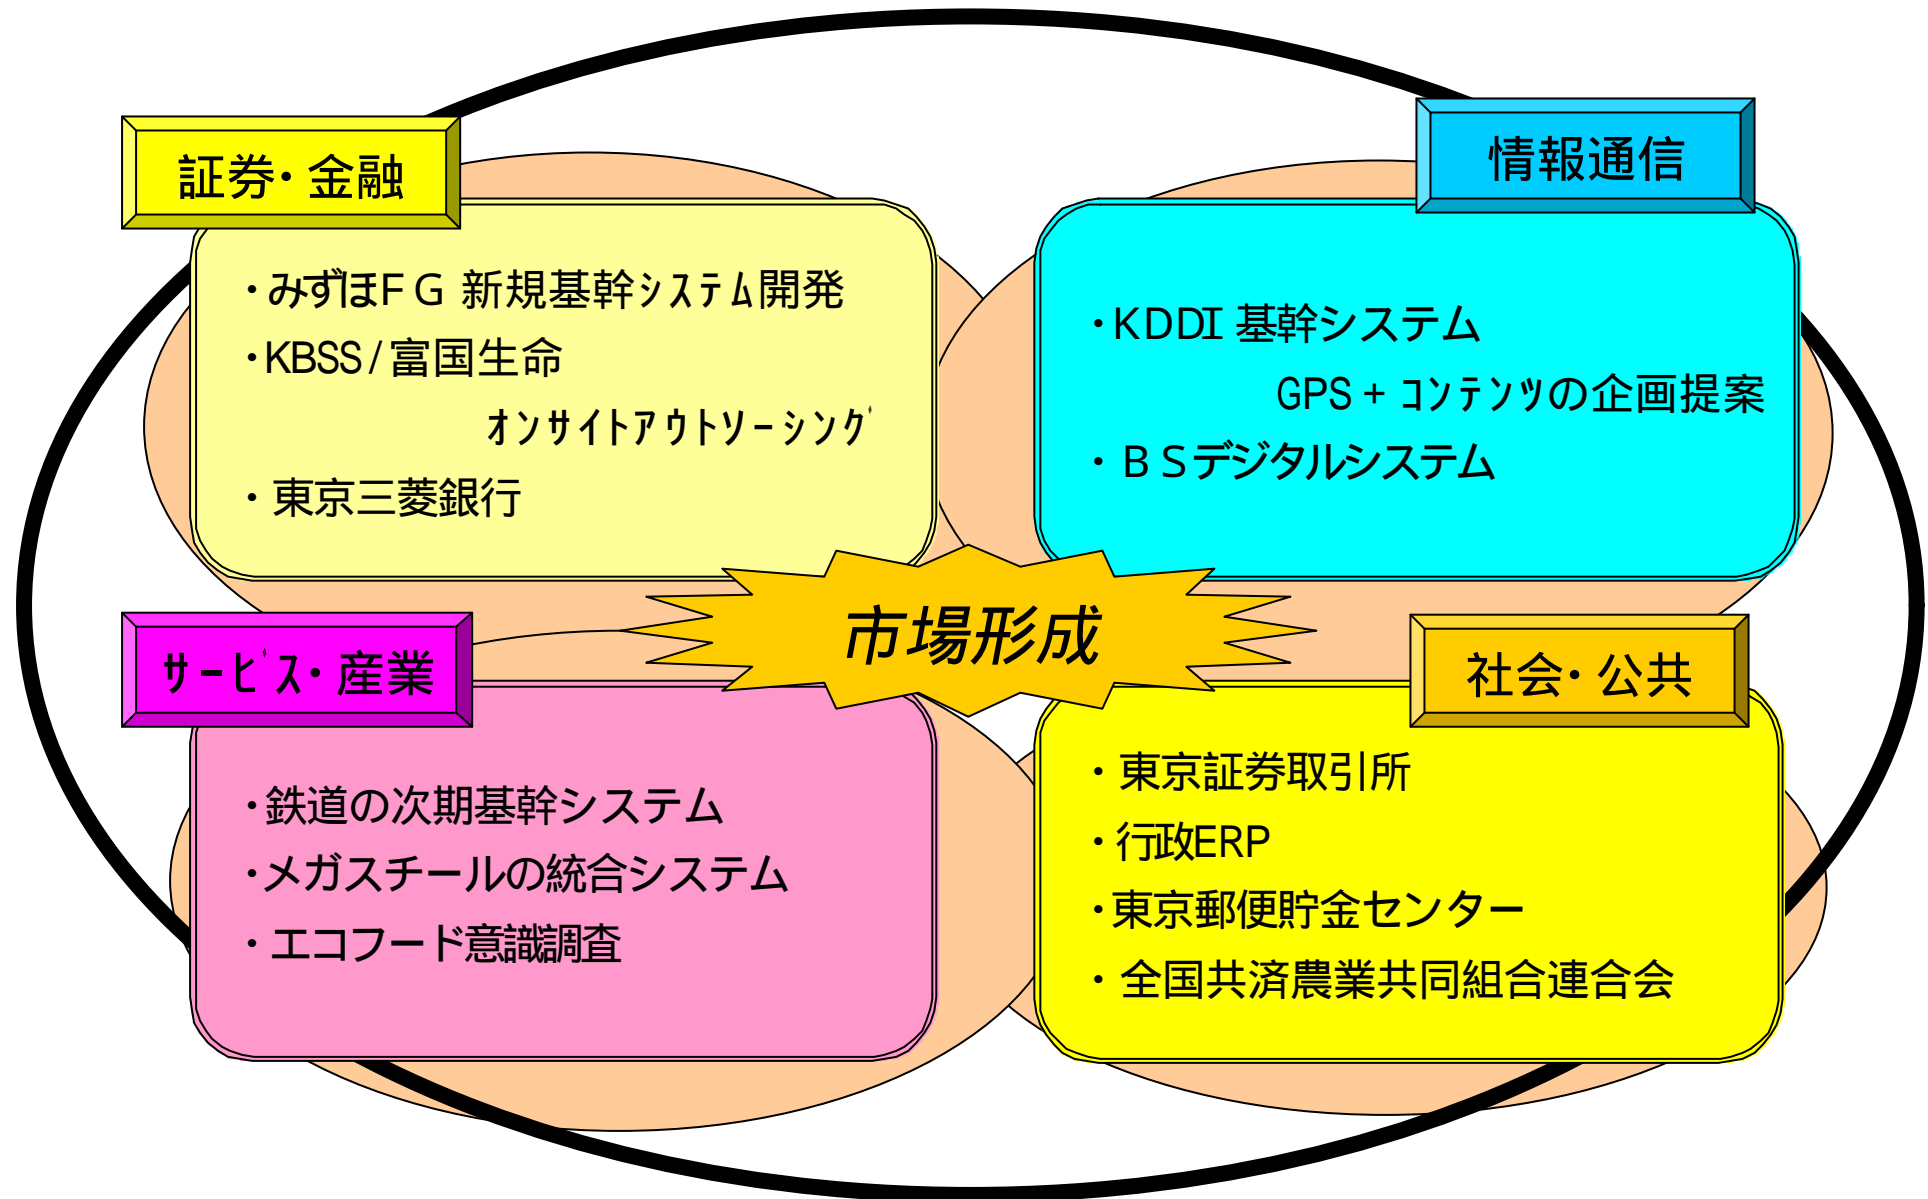 証券・金融
・みずほＦＧ 新規基幹ｼｽﾃﾑ開発
・KBSS/富国生命
ｵﾝｻｲﾄｱｳﾄｿｰｼﾝｸﾞ
・東京三菱銀行
情報通信
・KDDI 基幹システム
GPS+ｺﾝﾃﾝﾂの企画提案
・ＢＳデジタルシステム
市場形成
ｻｰﾋﾞｽ・産業
・鉄道の次期基幹システム
・メガスチールの統合システム
・エコフード意識調査
社会・公共
・東京証券取引所
・行政ERP
・東京郵便貯金センター
・全国共済農業共同組合連合会